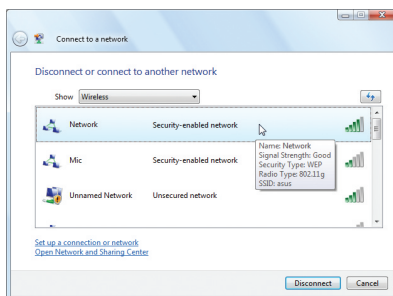 Connect to a network
Disconnect or connect to another network
Show Wireless
Network Security-enabled network
Name: Network
Signal Strength: Good
Security Type: WEP
Radio Type: 802.11g
SSID: asus
Mic Security-enabled network
Unnamed Network Unsecured network
Set up a connection or network
Open Network and Sharing Center
Disconnect Cancel